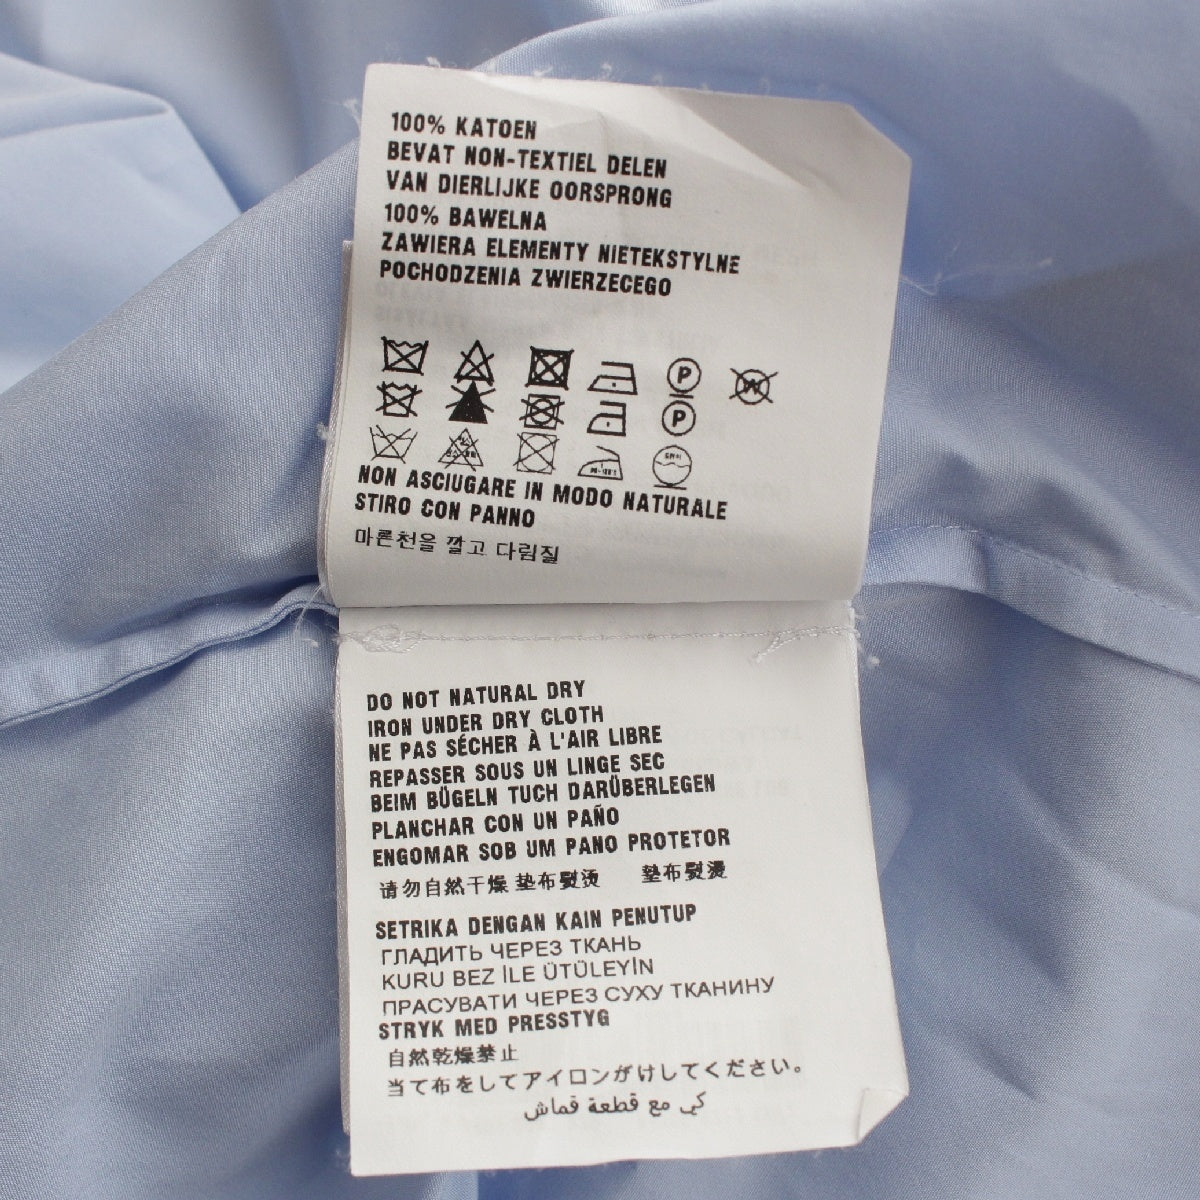 100% KATOEN
BEVAT NON-TEXTIEL DELEN
VAN DIERLIJKE OORSPRONG
100% BAWELNA
ZAWIERA ELEMENTY NIETEKSTYLNE
POCHODZENIA ZWIERZECEGO
P W
P
NON ASCIUGARE IN MODO NATURALE
STIRO CON PANNO
마른천을 깔고 다림질
DO NOT NATURAL DRY
IRON UNDER DRY CLOTH
NE PAS SÉCHER À L'AIR LIBRE
REPASSER SOUS UN LINGE SEC
BEIM BÜGELN TUCH DARÜBERLEGEN
PLANCHAR CON UN PAÑO
ENGOMAR SOB UM PANO PROTETOR
请勿自然干燥 垫布熨烫 墊布熨燙
SETRIKA DENGAN KAIN PENUTUP
ГЛАДИТЬ ЧЕРЕЗ ТКАНЬ
KURU BEZ İLE ÜTÜLEYİN
ПРАСУВАТИ ЧЕРЕЗ СУХУ ТКАНИНУ
STRYK MED PRESSTYG
自然乾燥禁止
当て布をしてアイロンがけしてください。
كي مع قطعة قماش